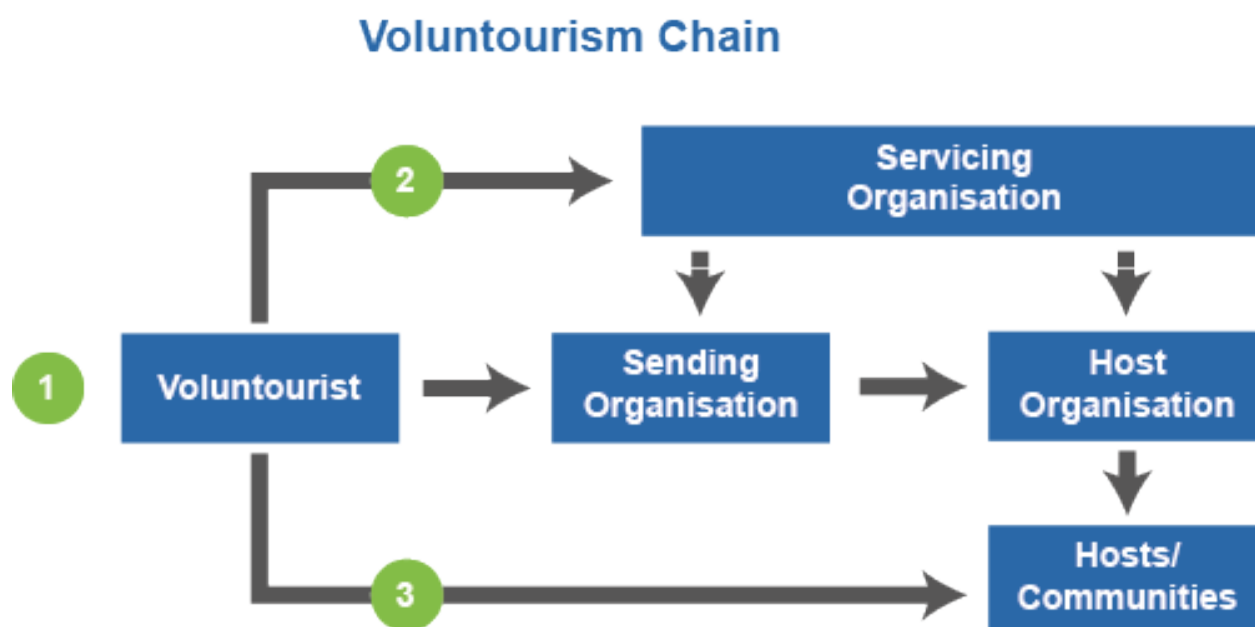 Voluntourism Chain
2
Servicing
Organisation
1
Voluntourist
Sending
Organisation
Host
Organisation
3
Hosts/
Communities